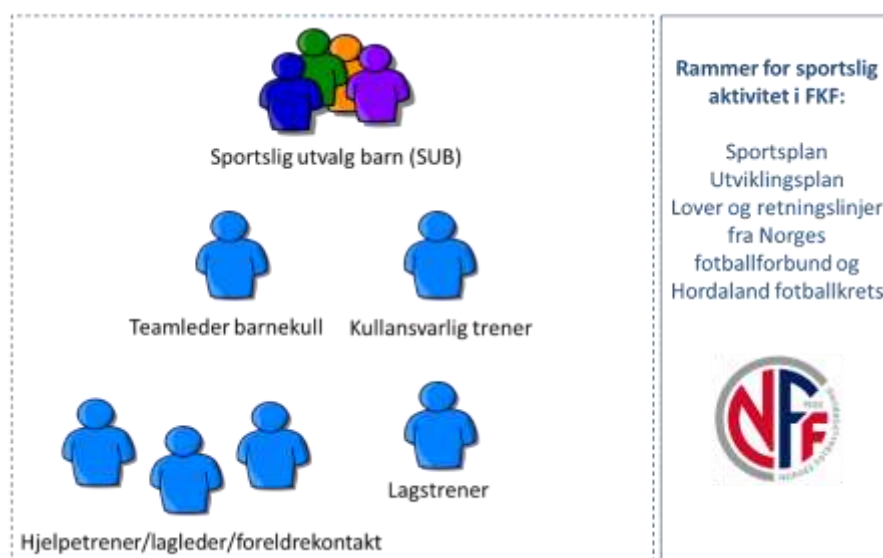 Sportslig utvalg barn (SUB)
Teamleder barnekull
Kullansvarlig trener
Lagstrener
Hjelpetrener/lagleder/foreldrekontakt
Rammer for sportslig
aktivitet i FKF:
Sportsplan
Utviklingsplan
Lover og retningslinjer
fra Norges
fotballforbund og
Hordaland fotballkrets
NFF